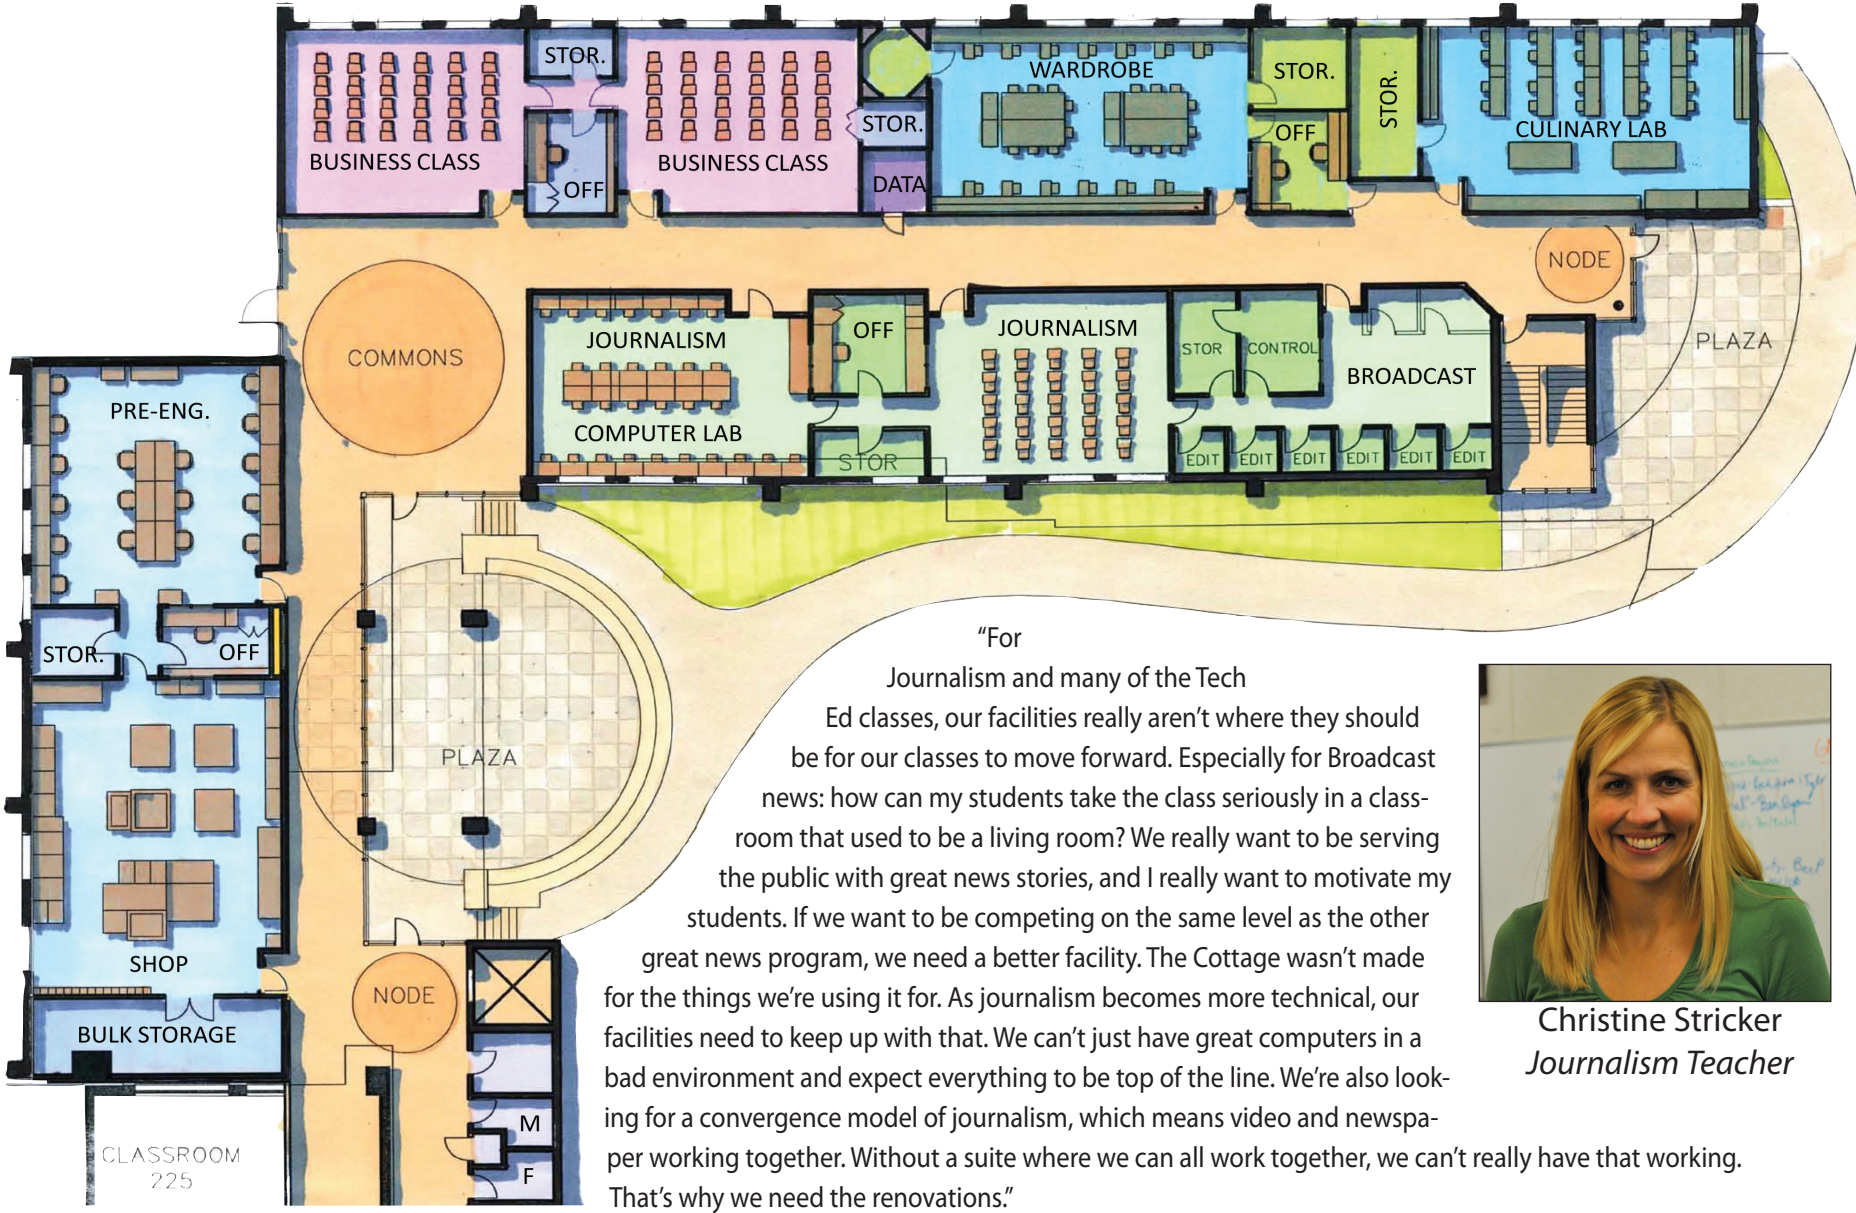 STOR.
BUSINESS CLASS
OFF
BUSINESS CLASS
STOR.
DATA
WARDROBE
STOR.
OFF
STOR.
CULINARY LAB
COMMONS
NODE
PLAZA
JOURNALISM
COMPUTER LAB
OFF
STOR
JOURNALISM
STOR
CONTROL
BROADCAST
EDIT
EDIT
EDIT
EDIT
EDIT
EDIT
PRE-ENG.
STOR.
OFF
PLAZA
SHOP
BULK STORAGE
NODE
M
F
CLASSROOM
225
“For
Journalism and many of the Tech
Ed classes, our facilities really aren’t where they should
be for our classes to move forward. Especially for Broadcast
news: how can my students take the class seriously in a class-
room that used to be a living room? We really want to be serving
the public with great news stories, and I really want to motivate my
students. If we want to be competing on the same level as the other
great news program, we need a better facility. The Cottage wasn’t made
for the things we’re using it for. As journalism becomes more technical, our
facilities need to keep up with that. We can’t just have great computers in a
bad environment and expect everything to be top of the line. We’re also look-
ing for a convergence model of journalism, which means video and newspa-
per working together. Without a suite where we can all work together, we can’t really have that working.
That’s why we need the renovations.”
Christine Stricker
Journalism Teacher